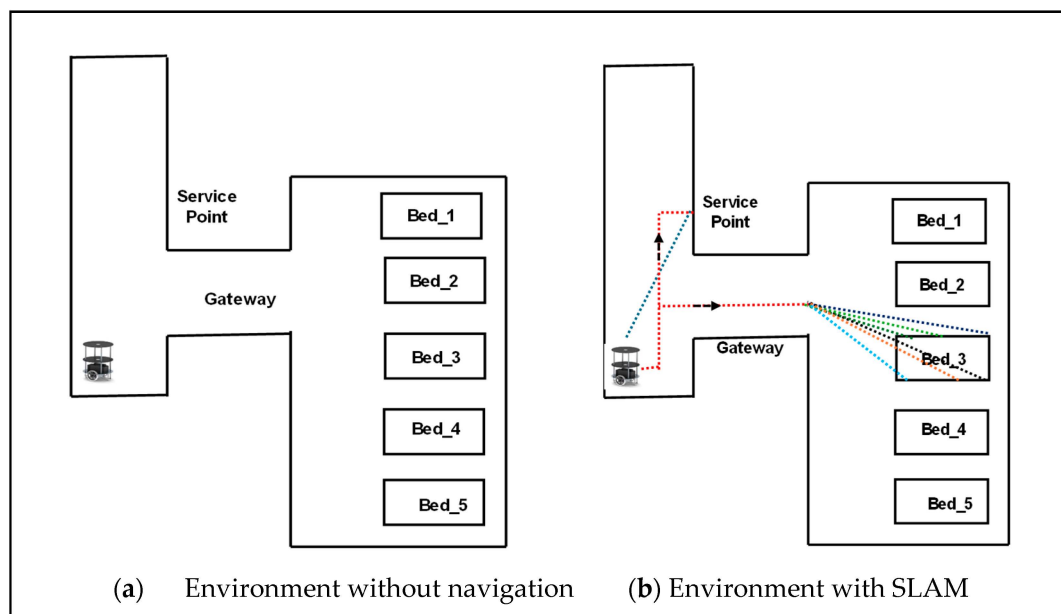 Service
Point
Gateway
Bed_1
Bed_2
Bed_3
Bed_4
Bed_5
Service
Point
Gateway
Bed_1
Bed_2
Bed_3
Bed_4
Bed_5
(a) Environment without navigation
(b) Environment with SLAM